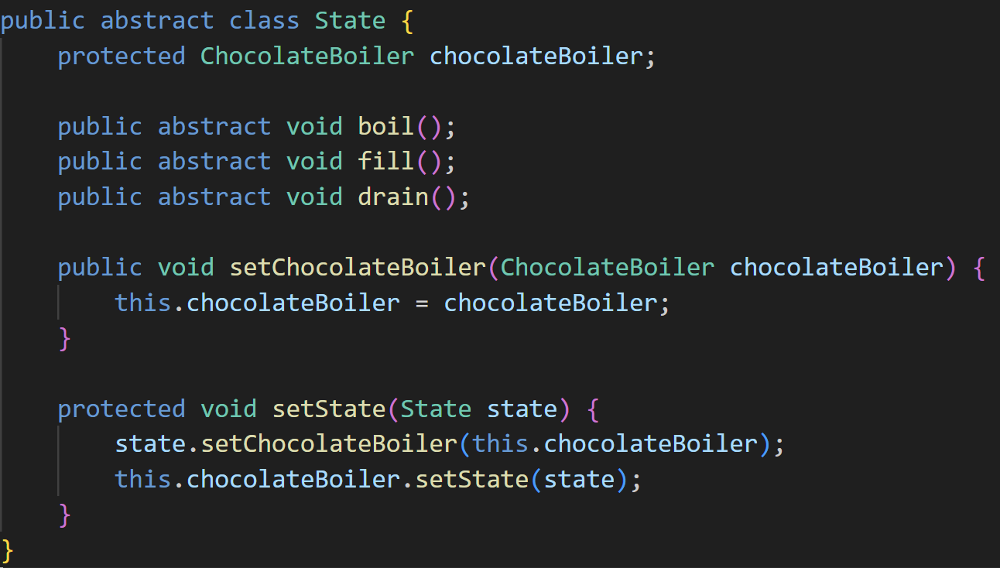 public abstract class State {
    protected ChocolateBoiler chocolateBoiler;

    public abstract void boil();
    public abstract void fill();
    public abstract void drain();

    public void setChocolateBoiler(ChocolateBoiler chocolateBoiler) {
        this.chocolateBoiler = chocolateBoiler;
    }

    protected void setState(State state) {
        state.setChocolateBoiler(this.chocolateBoiler);
        this.chocolateBoiler.setState(state);
    }
}